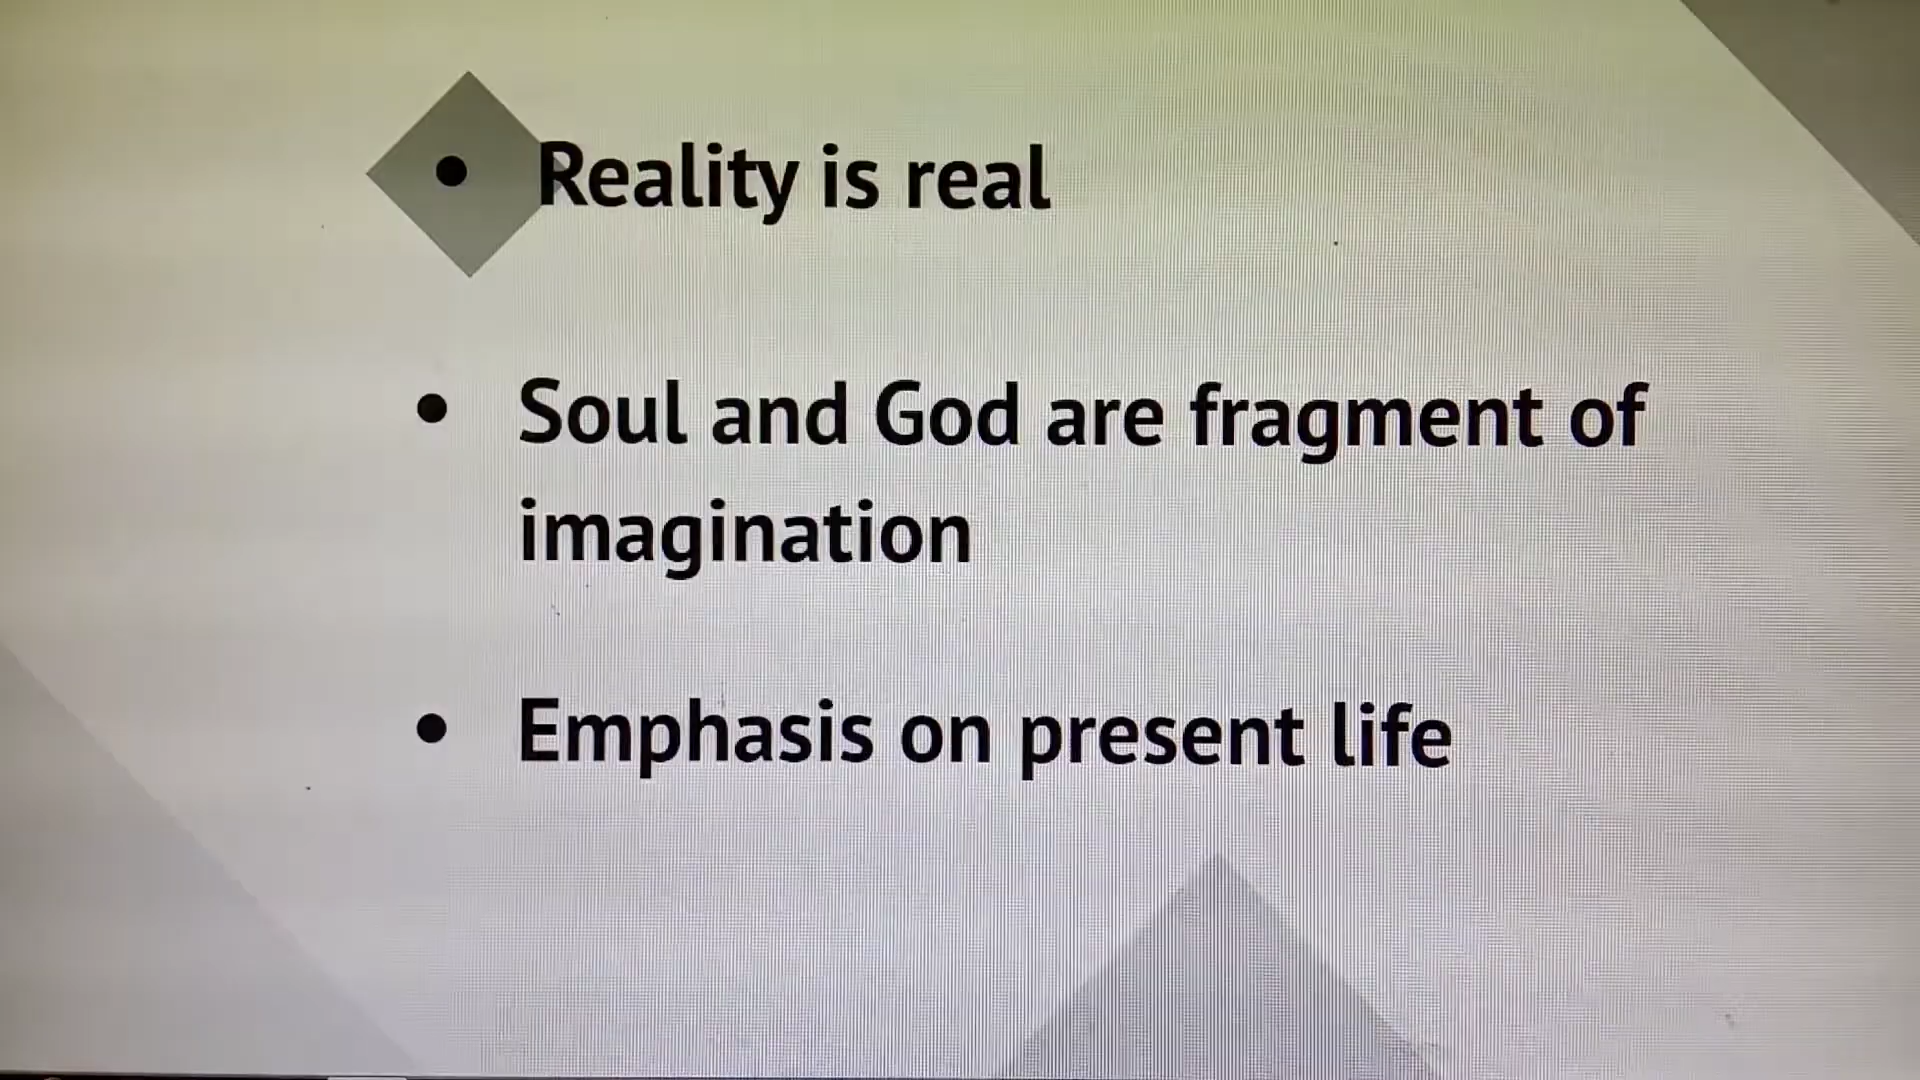 • Reality is real
• Soul and God are fragment of
imagination
• Emphasis on present life